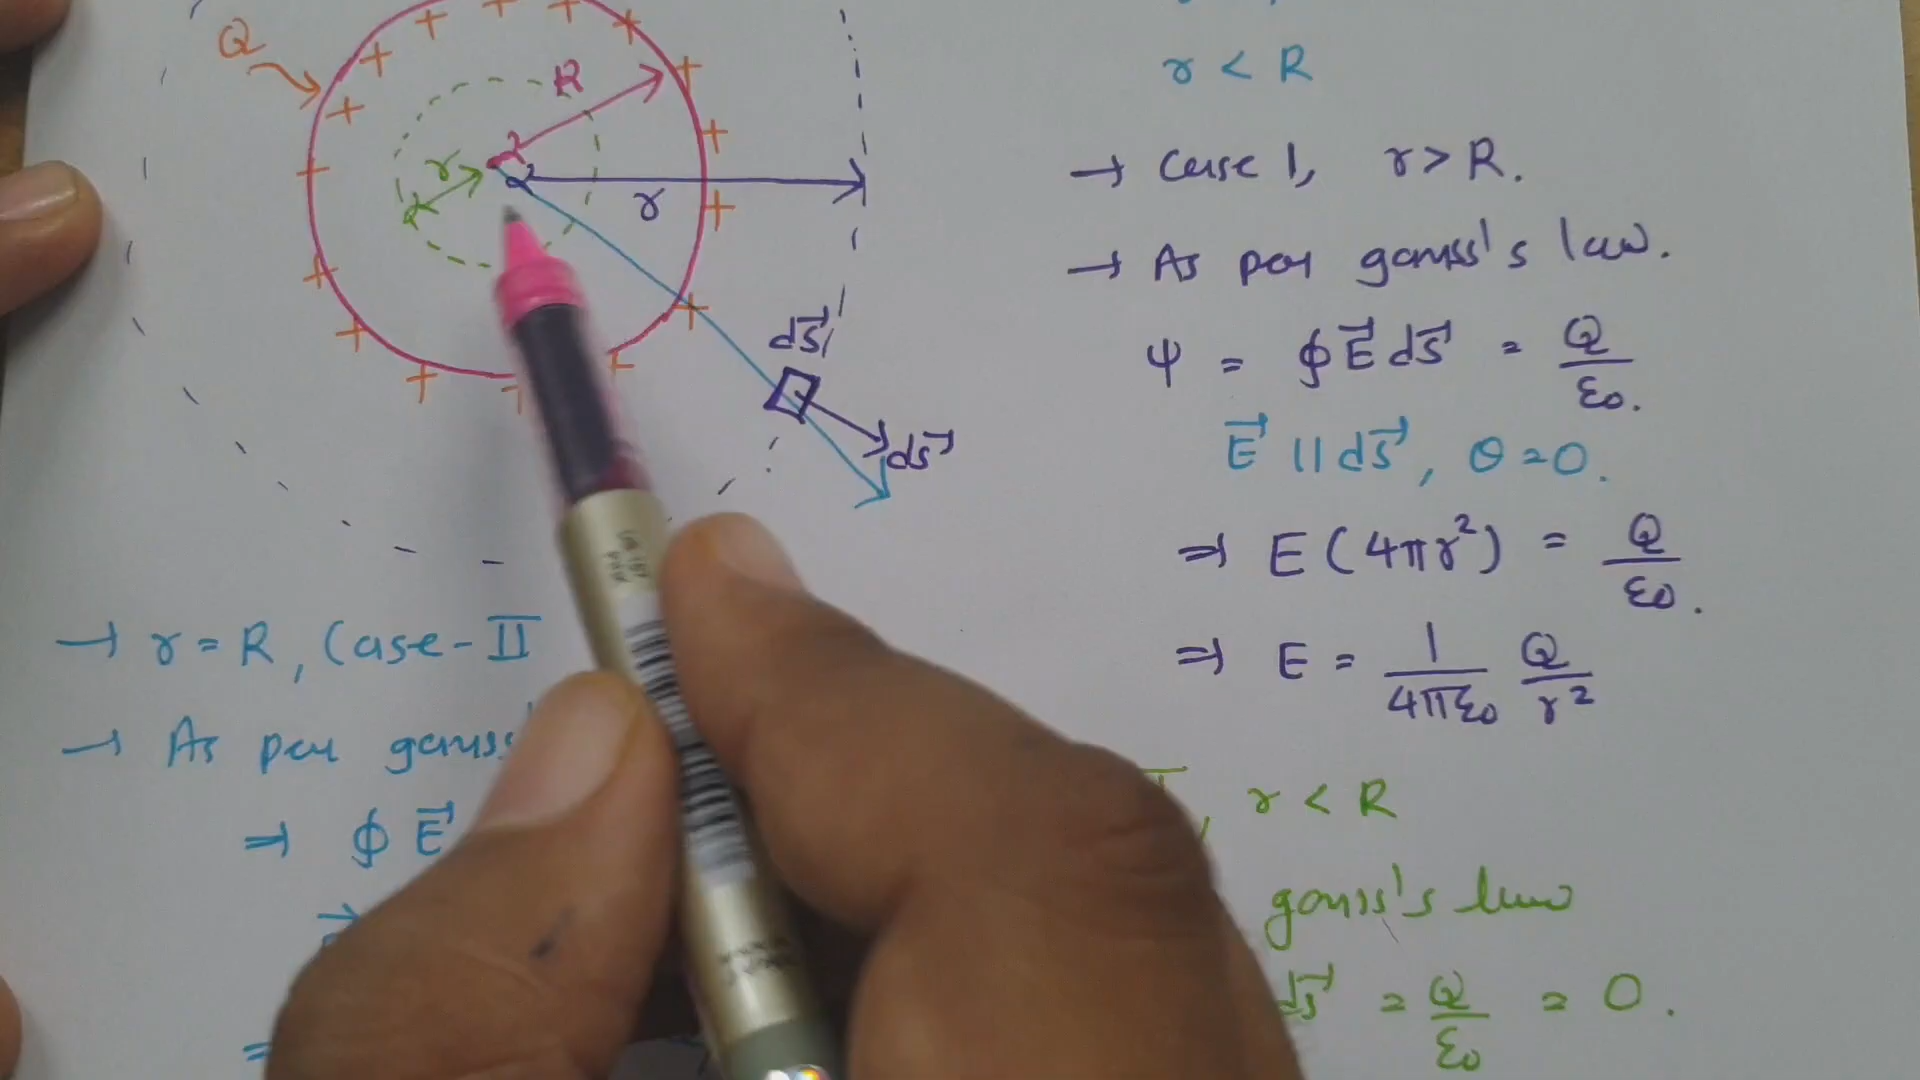 Q
R
r
r
ds⃗
ds⃗
→ r = R, Case-II
→ As per gauss'
⇒ ∮ E⃗
r < R
→ Case 1, r > R.
→ As per gauss's law.
ψ = ∮ E⃗ ds⃗ = Q/ε0.
E⃗ || ds⃗, θ = 0.
⇒ E (4πr²) = Q/ε0.
⇒ E = 1/4πε0 Q/r²
, r < R
gauss's law
ds⃗ = Q/ε0 = 0.